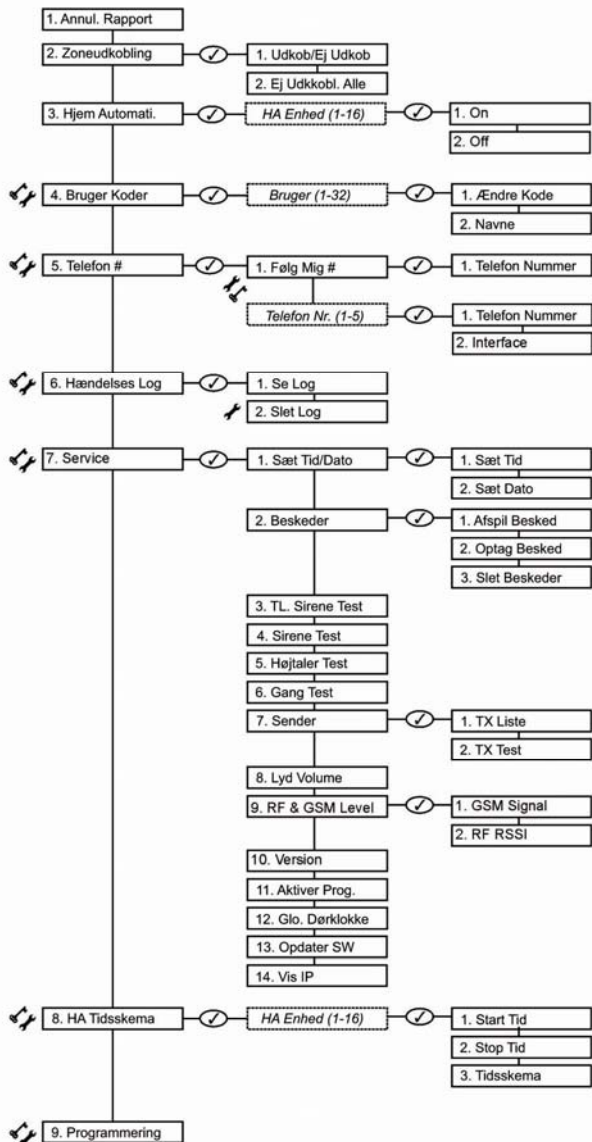 1. Annul. Rapport
2. Zoneudkobling
1. Udkob/Ej Udkob
2. Ej Udkkobl. Alle
3. Hjem Automati.
HA Enhed (1-16)
1. On
2. Off
4. Bruger Koder
Bruger (1-32)
1. Ændre Kode
2. Navne
5. Telefon #
1. Følg Mig #
1. Telefon Nummer
Telefon Nr. (1-5)
1. Telefon Nummer
2. Interface
6. Hændelses Log
1. Se Log
2. Slet Log
7. Service
1. Sæt Tid/Dato
1. Sæt Tid
2. Sæt Dato
2. Beskeder
1. Afspil Besked
2. Optag Besked
3. Slet Beskeder
3. TL. Sirene Test
4. Sirene Test
5. Højtaler Test
6. Gang Test
7. Sender
1. TX Liste
2. TX Test
8. Lyd Volume
9. RF & GSM Level
1. GSM Signal
2. RF RSSI
10. Version
11. Aktiver Prog.
12. Glo. Dørklokke
13. Opdater SW
14. Vis IP
8. HA Tidsskema
HA Enhed (1-16)
1. Start Tid
2. Stop Tid
3. Tidsskema
9. Programmering